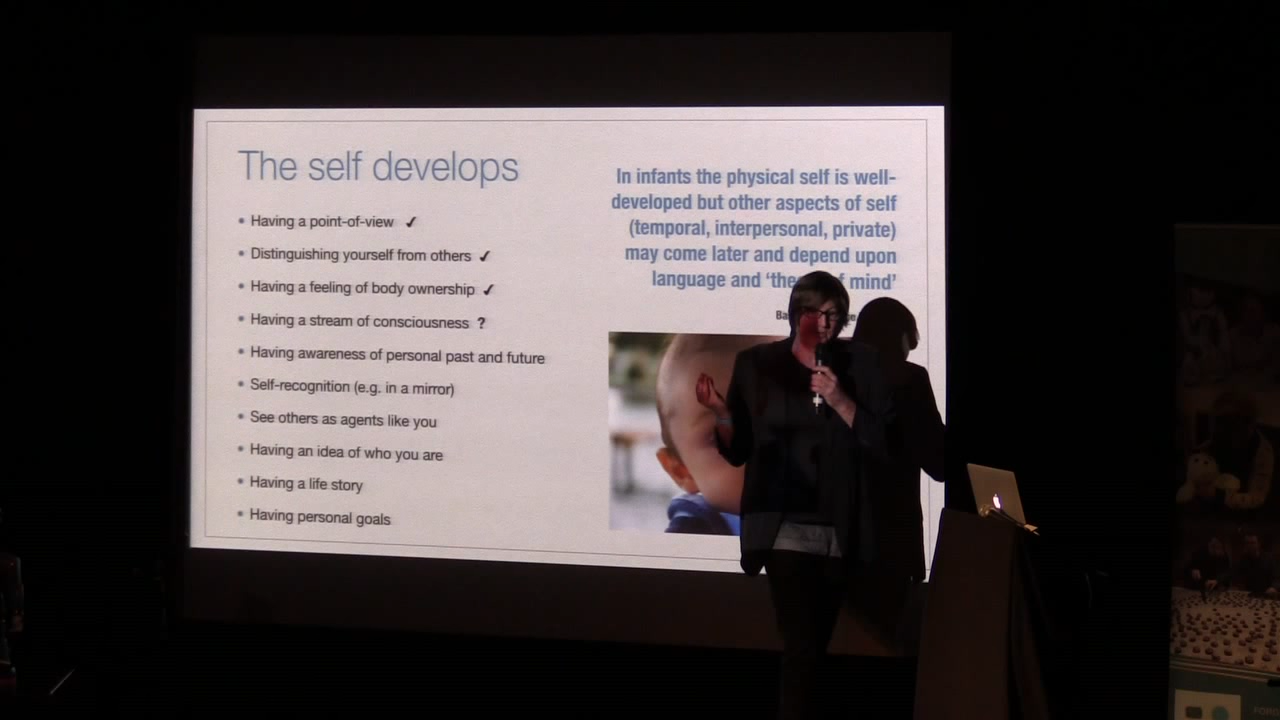 The self develops
• Having a point-of-view ✓
• Distinguishing yourself from others ✓
• Having a feeling of body ownership ✓
• Having a stream of consciousness ?
• Having awareness of personal past and future
• Self-recognition (e.g. in a mirror)
• See others as agents like you
• Having an idea of who you are
• Having a life story
• Having personal goals
In infants the physical self is well-
developed but other aspects of self
(temporal, interpersonal, private)
may come later and depend upon
language and ‘the mind’